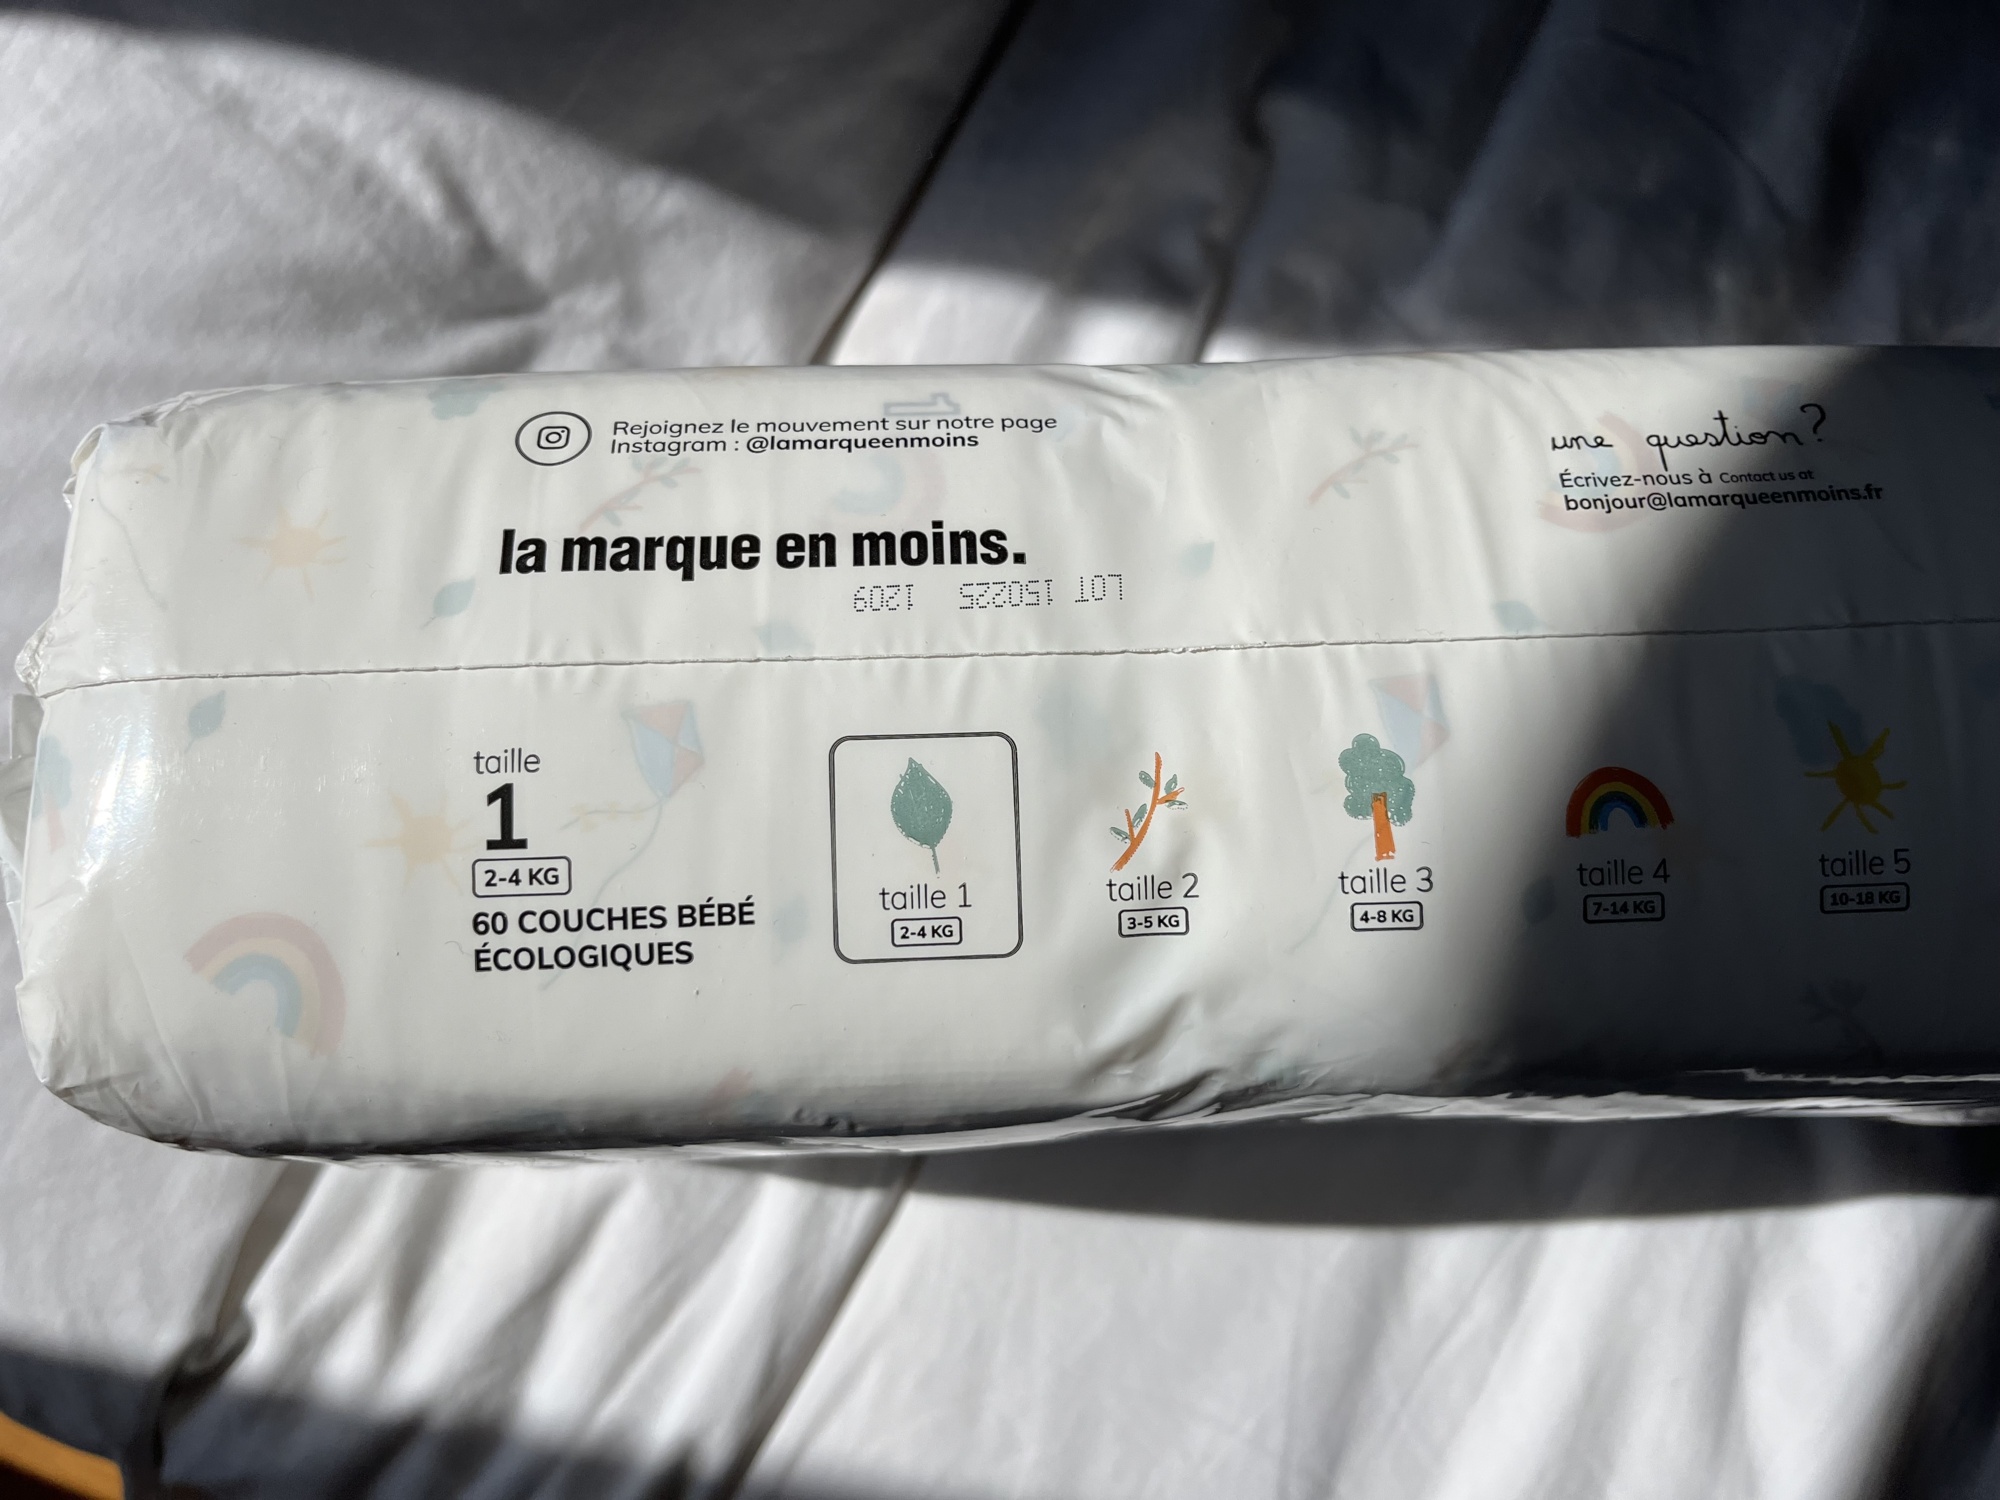 Rejoignez le mouvement sur notre page
Instagram : @lamarqueenmoins
une question?
Écrivez-nous à Contact us at
bonjour@lamarqueenmoins.fr
la marque en moins.
LOT 150225 1209
taille
1
2-4 KG
60 COUCHES BÉBÉ
ÉCOLOGIQUES
taille 1
2-4 KG
taille 2
3-5 KG
taille 3
4-8 KG
taille 4
7-14 KG
taille 5
10-18 KG